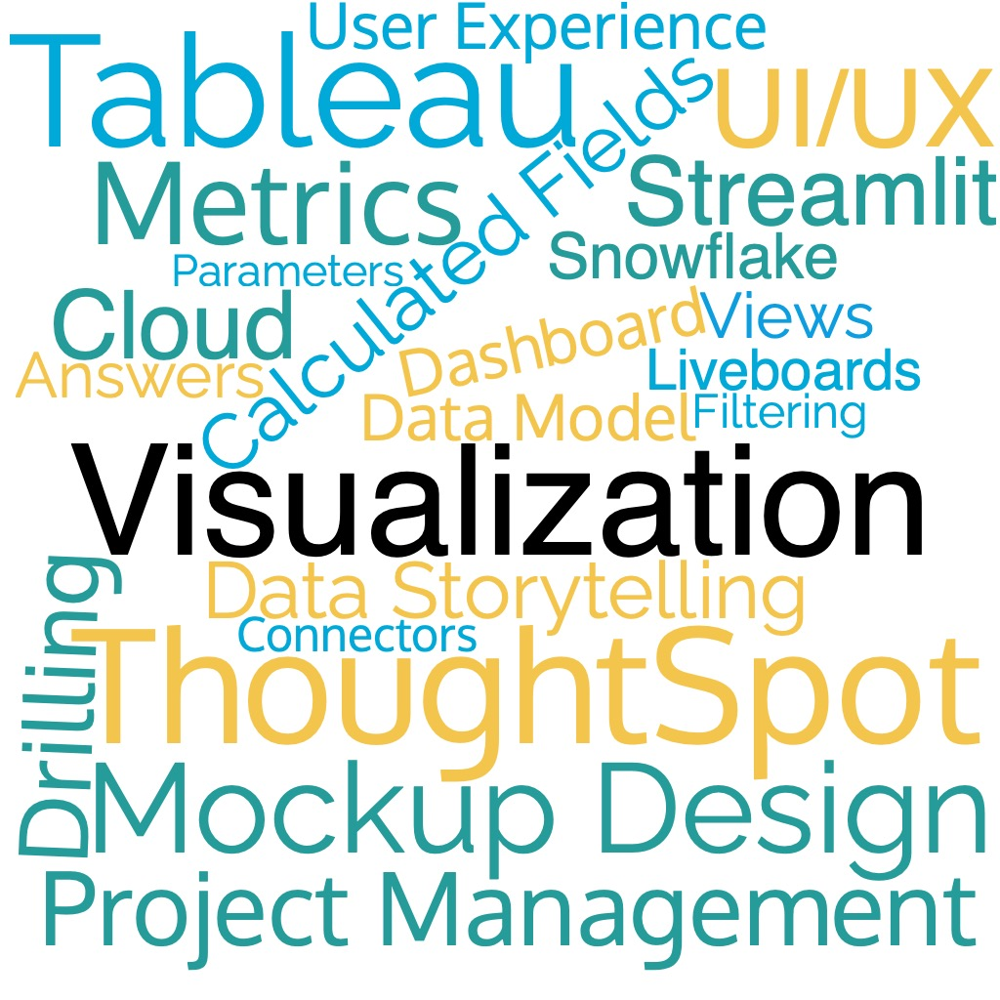 User Experience
Tableau
UI/UX
Calculated Fields
Metrics
Streamlit
Snowflake
Parameters
Cloud
Dashboard
Views
Answers
Liveboards
Data Model
Filtering
Visualization
Drilling
Data Storytelling
Connectors
ThoughtSpot
Mockup Design
Project Management